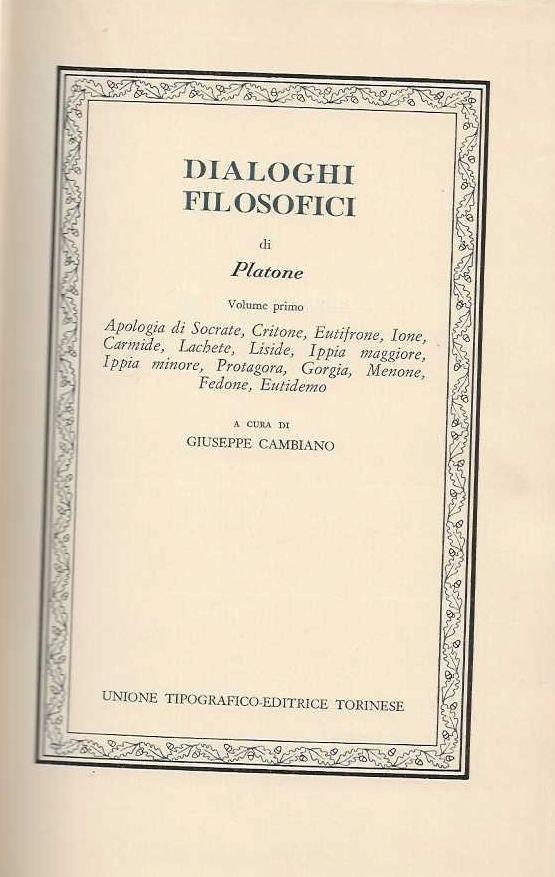 DIALOGHI
FILOSOFICI
di
Platone
Volume primo
Apologia di Socrate, Critone, Eutifrone, Ione,
Carmide, Lachete, Liside, Ippia maggiore,
Ippia minore, Protagora, Gorgia, Menone,
Fedone, Eutidemo
A CURA DI
GIUSEPPE CAMBIANO
UNIONE TIPOGRAFICO-EDITRICE TORINESE